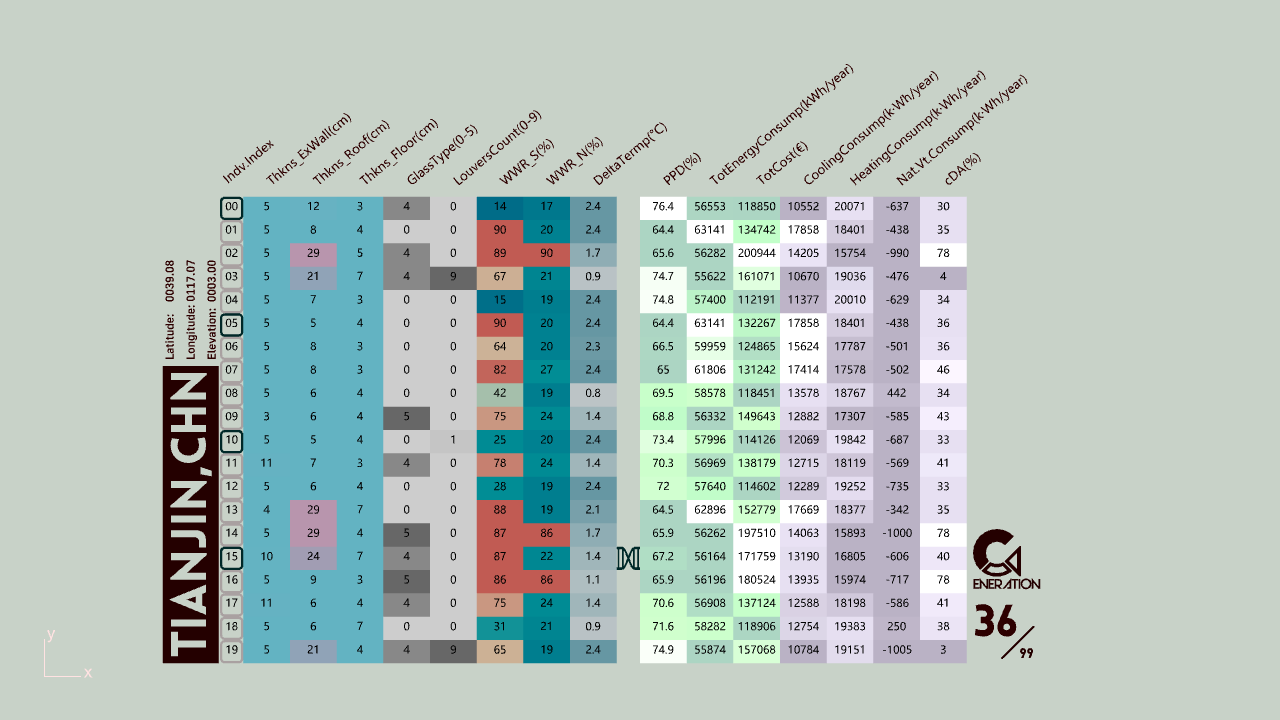 Indv.Index Thkns_ExWall(cm) Thkns_Roof(cm) Thkns_Floor(cm) GlassType(0-5) LouversCount(0-9) WWR_S(%) WWR_N(%) DeltaTermp(°C) PPD(%) TotEnergyConsump(kWh/year) TotCost(€) CoolingConsump(k·Wh/year) HeatingConsump(k·Wh/year) Nat.Vt.Consump(k·Wh/year) cDA(%)
00 5 12 3 4 0 14 17 2.4 76.4 56553 118850 10552 20071 -637 30
01 5 8 4 0 0 90 20 2.4 64.4 63141 134742 17858 18401 -438 35
02 5 29 5 4 0 89 90 1.7 65.6 56282 200944 14205 15754 -990 78
03 5 21 7 4 9 67 21 0.9 74.7 55622 161071 10670 19036 -476 4
04 5 7 3 0 0 15 19 2.4 74.8 57400 112191 11377 20010 -629 34
05 5 5 4 0 0 90 20 2.4 64.4 63141 132267 17858 18401 -438 36
06 5 8 3 0 0 64 20 2.3 66.5 59959 124865 15624 17787 -501 36
07 5 8 3 0 0 82 27 2.4 65 61806 131242 17414 17578 -502 46
08 5 6 4 0 0 42 19 0.8 69.5 58578 118451 13578 18767 442 34
09 3 6 4 5 0 75 24 1.4 68.8 56332 149643 12882 17307 -585 43
10 5 5 4 0 1 25 20 2.4 73.4 57996 114126 12069 19842 -687 33
11 11 7 3 4 0 78 24 1.4 70.3 56969 138179 12715 18119 -569 41
12 5 6 4 0 0 28 19 2.4 72 57640 114602 12289 19252 -735 33
13 4 29 7 0 0 88 19 2.1 64.5 62896 152779 17669 18377 -342 35
14 5 29 4 5 0 87 86 1.7 65.9 56262 197510 14063 15893 -1000 78
15 10 24 7 4 0 87 22 1.4 67.2 56164 171759 13190 16805 -606 40
16 5 9 3 5 0 86 86 1.1 65.9 56196 180524 13935 15974 -717 78
17 11 6 4 4 0 75 24 1.4 70.6 56908 137124 12588 18198 -586 41
18 5 6 7 0 0 31 21 0.9 71.6 58282 118906 12754 19383 250 38
19 5 21 4 4 9 65 19 2.4 74.9 55874 157068 10784 19151 -1005 3
Latitude: 0039.08
Longitude: 0117.07
Elevation: 0003.00
TIANJIN,CHN
ENERATION
36/99
y
x